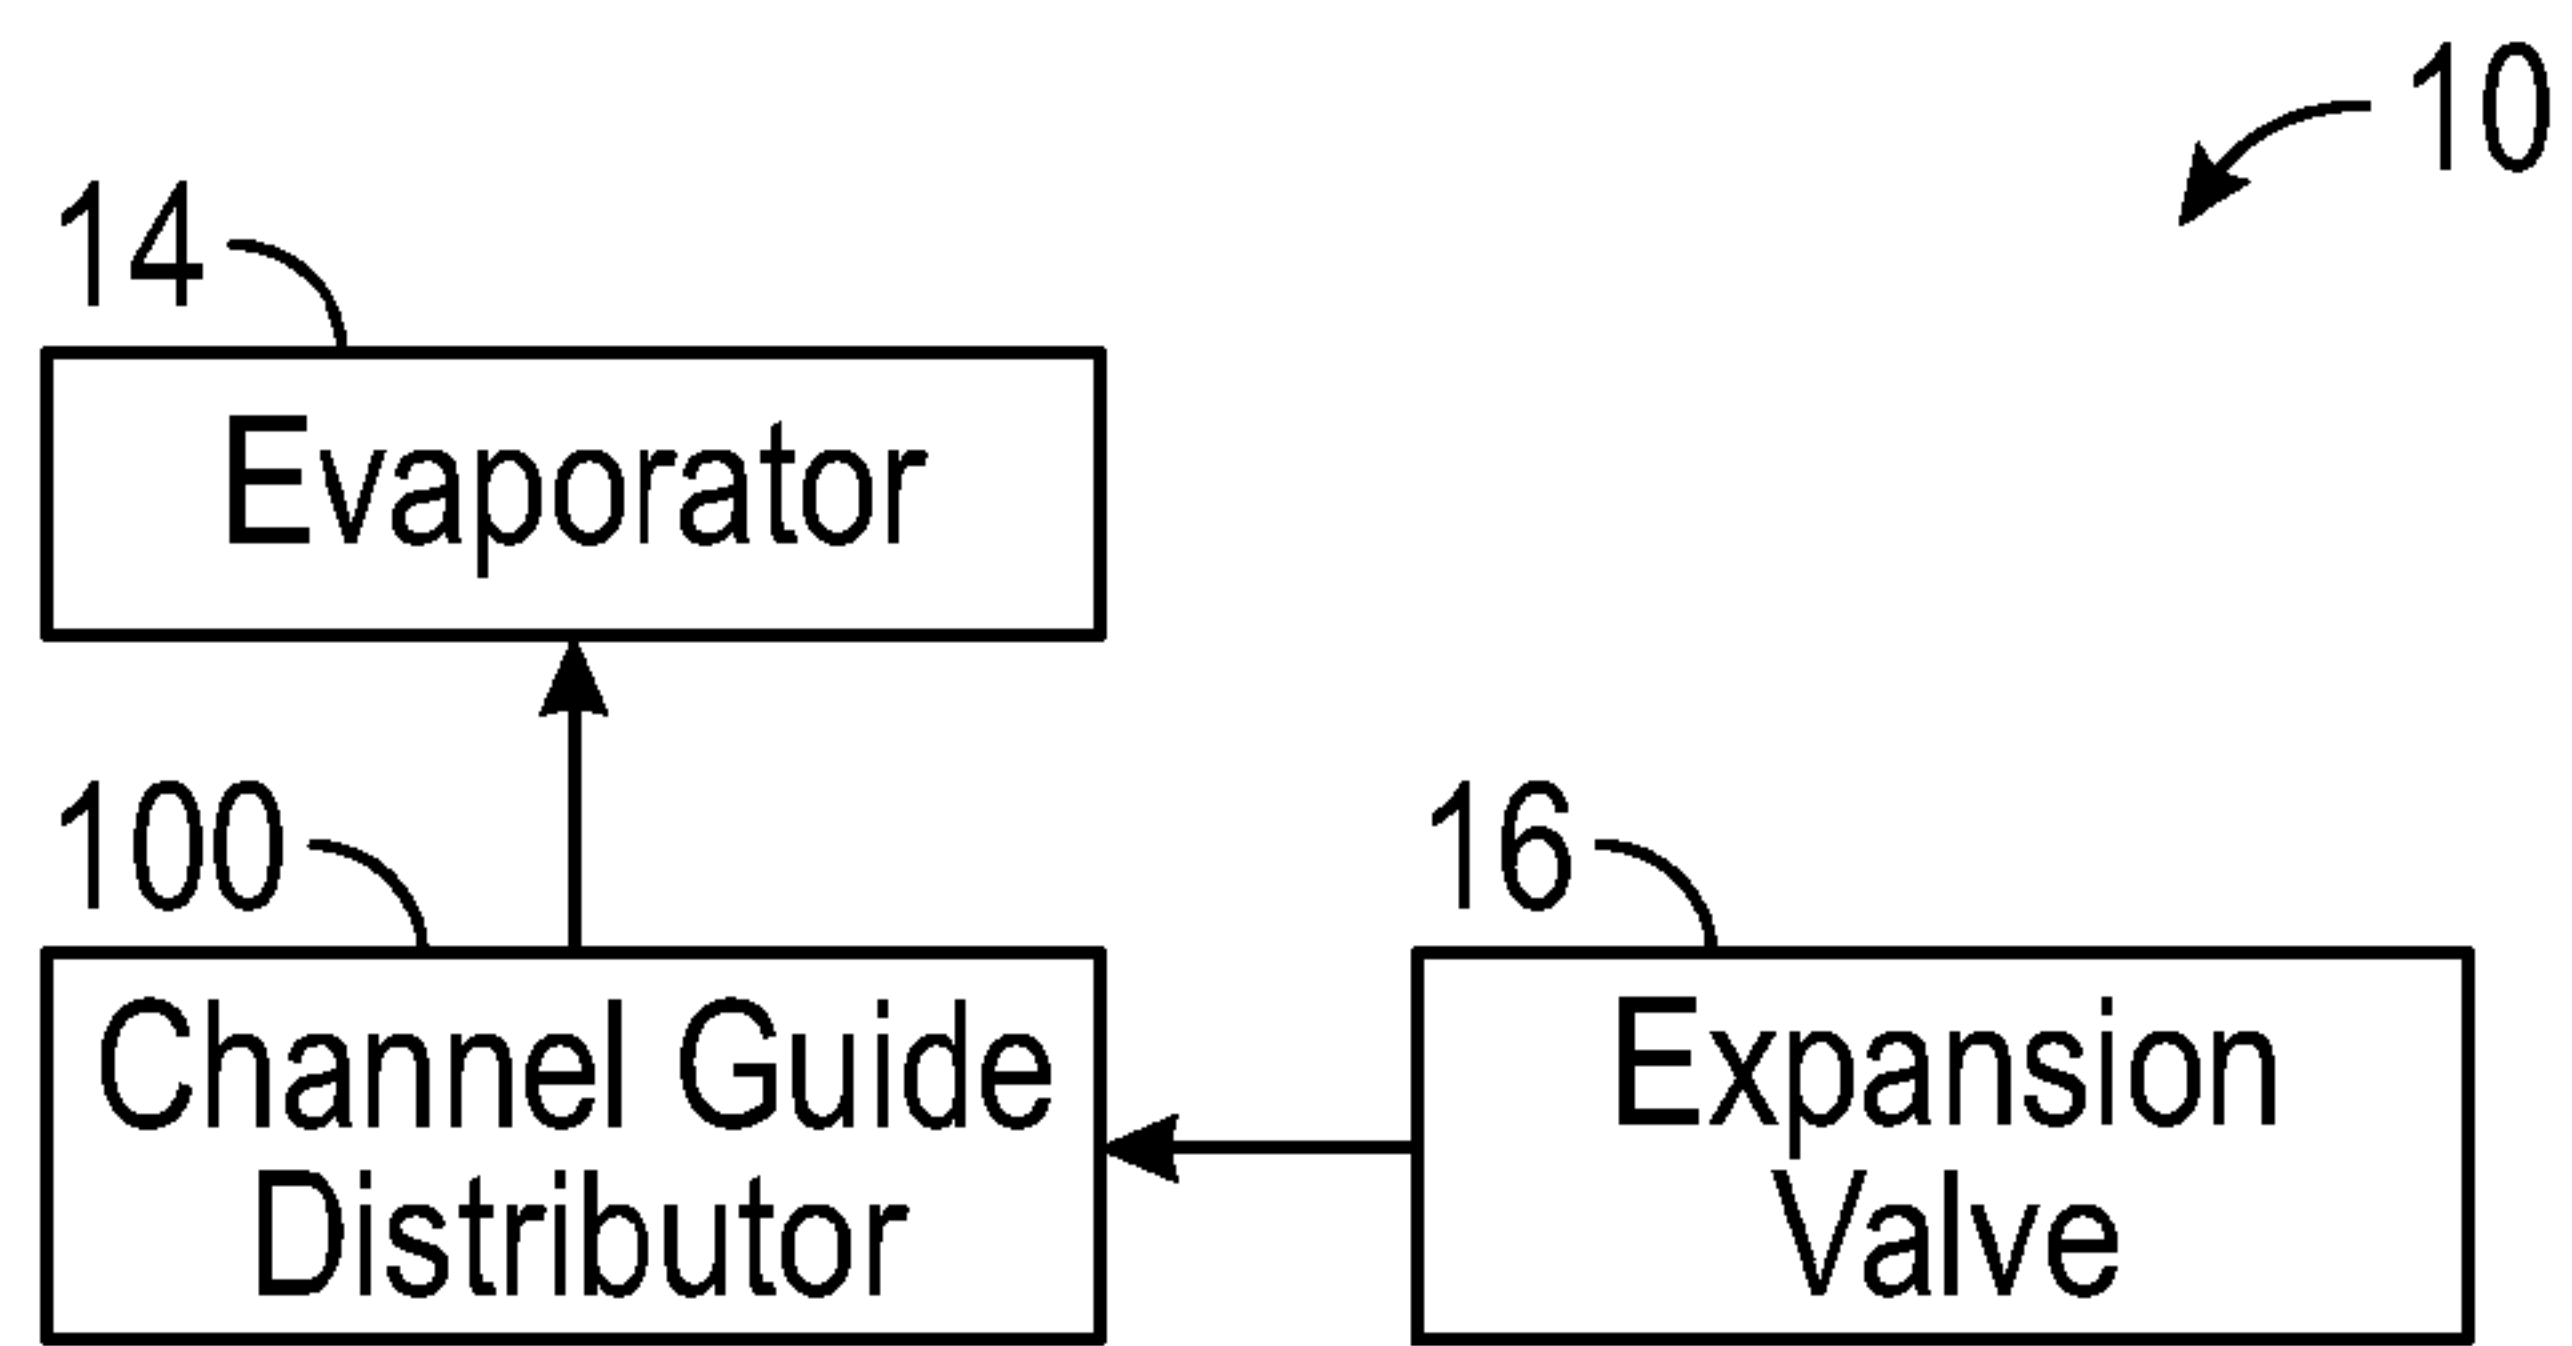 10
14
Evaporator
100
Channel Guide
Distributor
16
Expansion
Valve